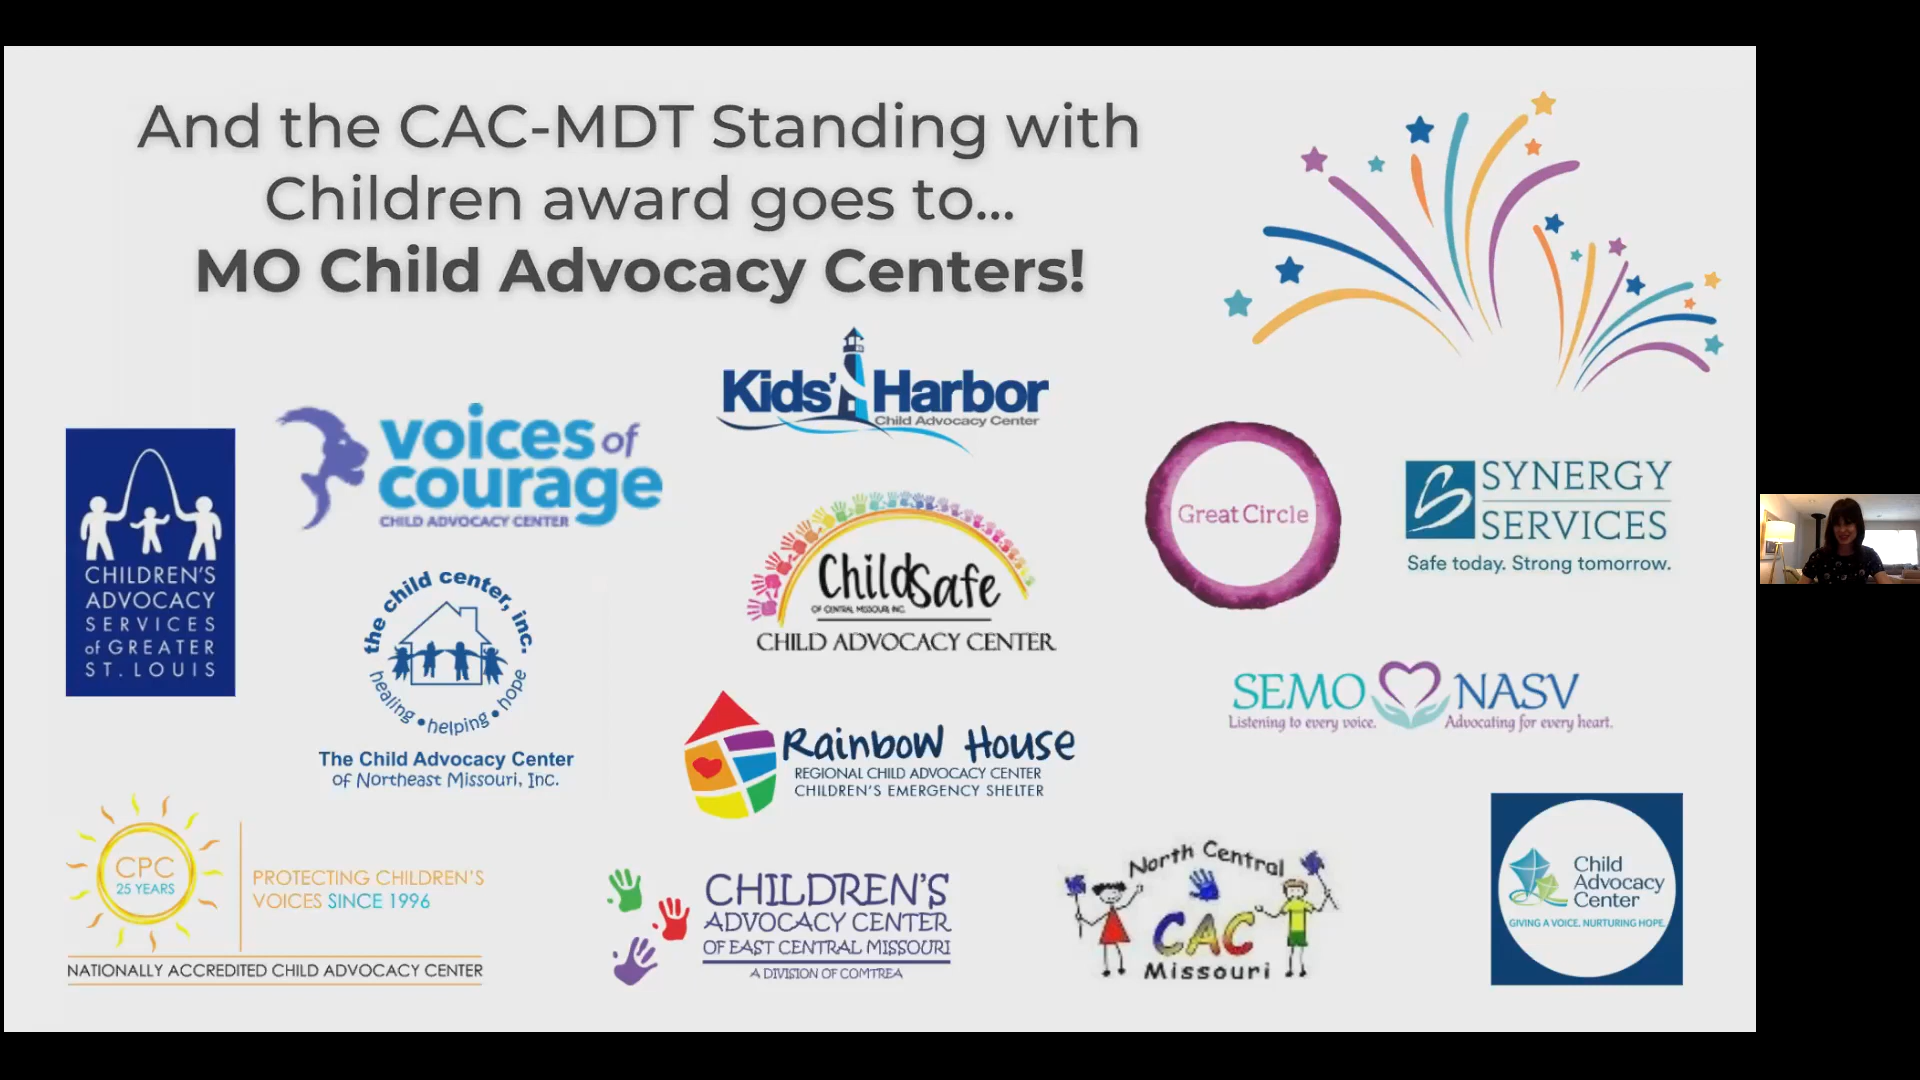 And the CAC-MDT Standing with
Children award goes to...
MO Child Advocacy Centers!
Kids' Harbor
Child Advocacy Center
voices of
courage
CHILD ADVOCACY CENTER
CHILDREN'S
ADVOCACY
SERVICES
of GREATER
ST. LOUIS
the child center, inc.
healing • helping • hope
The Child Advocacy Center
of Northeast Missouri, Inc.
ChildSafe
OF CENTRAL MISSOURI, INC.
CHILD ADVOCACY CENTER
Great Circle
SYNERGY
SERVICES
Safe today. Strong tomorrow.
SEMO NASV
Listening to every voice. Advocating for every heart.
Rainbow House
REGIONAL CHILD ADVOCACY CENTER
CHILDREN'S EMERGENCY SHELTER
CPC
25 YEARS
PROTECTING CHILDREN'S
VOICES SINCE 1996
NATIONALLY ACCREDITED CHILD ADVOCACY CENTER
CHILDREN'S
ADVOCACY CENTER
OF EAST CENTRAL MISSOURI
A DIVISION OF COMTREA
North Central
CAC
Missouri
Child
Advocacy
Center
GIVING A VOICE. NURTURING HOPE.